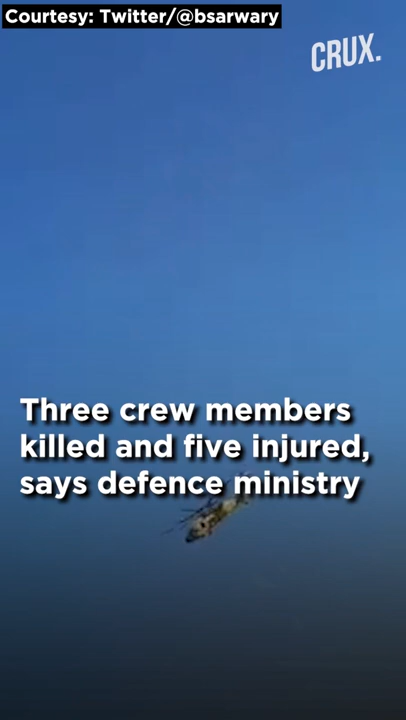 Courtesy: Twitter/@bsarwary
CRUX.
Three crew members
killed and five injured,
says defence ministry